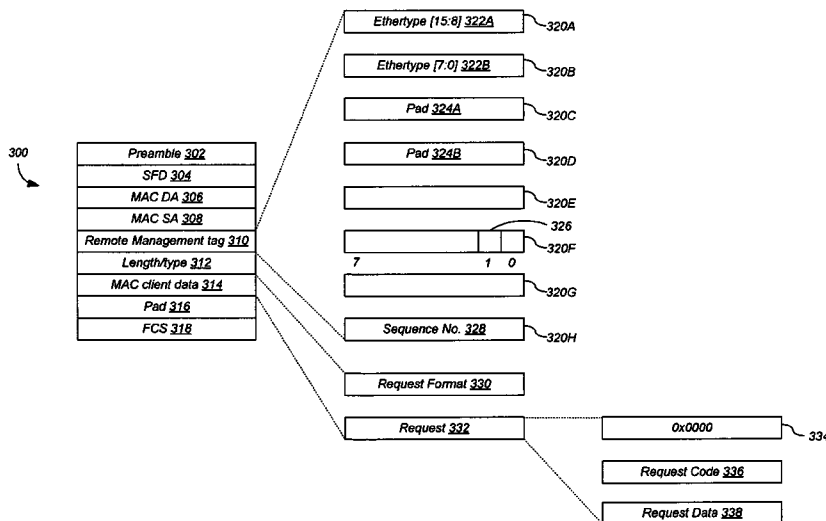 300
Preamble 302
SFD 304
MAC DA 306
MAC SA 308
Remote Management tag 310
Length/type 312
MAC client data 314
Pad 316
FCS 318
Ethertype [15:8] 322A
320A
Ethertype [7:0] 322B
320B
Pad 324A
320C
Pad 324B
320D
320E
326
320F
7 1 0
320G
Sequence No. 328
320H
Request Format 330
Request 332
0x0000
334
Request Code 336
Request Data 338